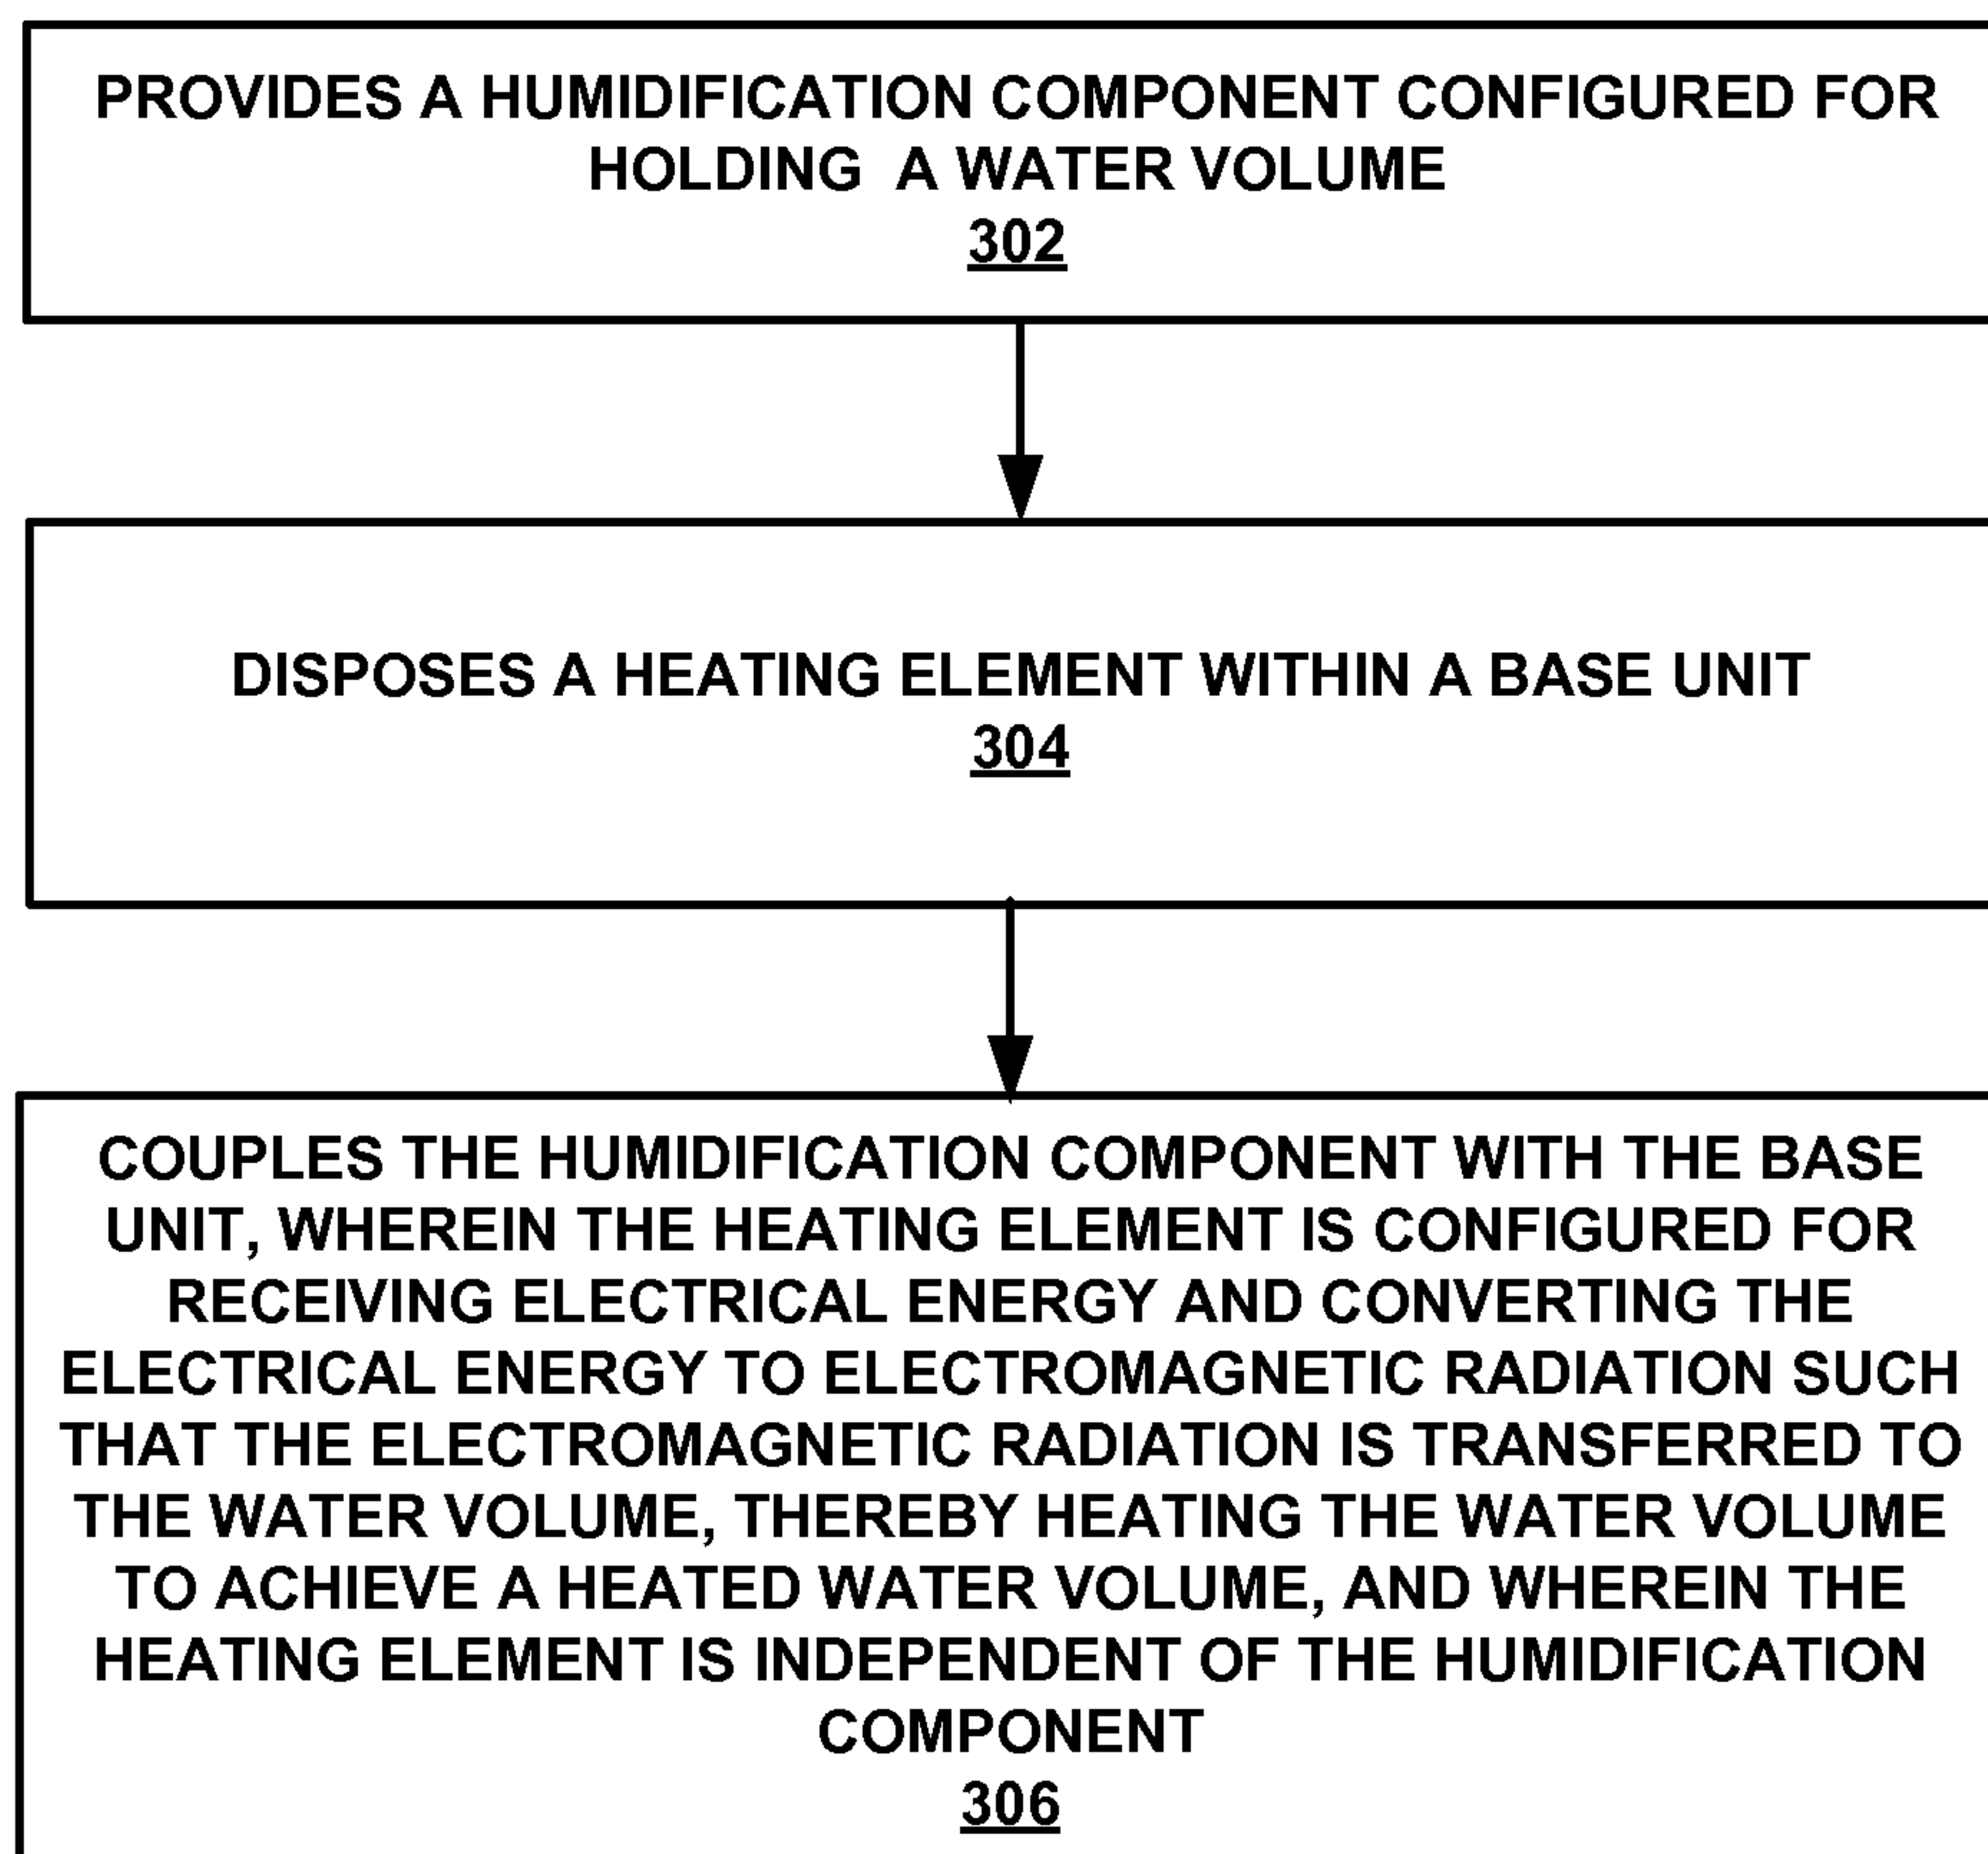 PROVIDES A HUMIDIFICATION COMPONENT CONFIGURED FOR
HOLDING A WATER VOLUME
302
DISPOSES A HEATING ELEMENT WITHIN A BASE UNIT
304
COUPLES THE HUMIDIFICATION COMPONENT WITH THE BASE
UNIT, WHEREIN THE HEATING ELEMENT IS CONFIGURED FOR
RECEIVING ELECTRICAL ENERGY AND CONVERTING THE
ELECTRICAL ENERGY TO ELECTROMAGNETIC RADIATION SUCH
THAT THE ELECTROMAGNETIC RADIATION IS TRANSFERRED TO
THE WATER VOLUME, THEREBY HEATING THE WATER VOLUME
TO ACHIEVE A HEATED WATER VOLUME, AND WHEREIN THE
HEATING ELEMENT IS INDEPENDENT OF THE HUMIDIFICATION
COMPONENT
306